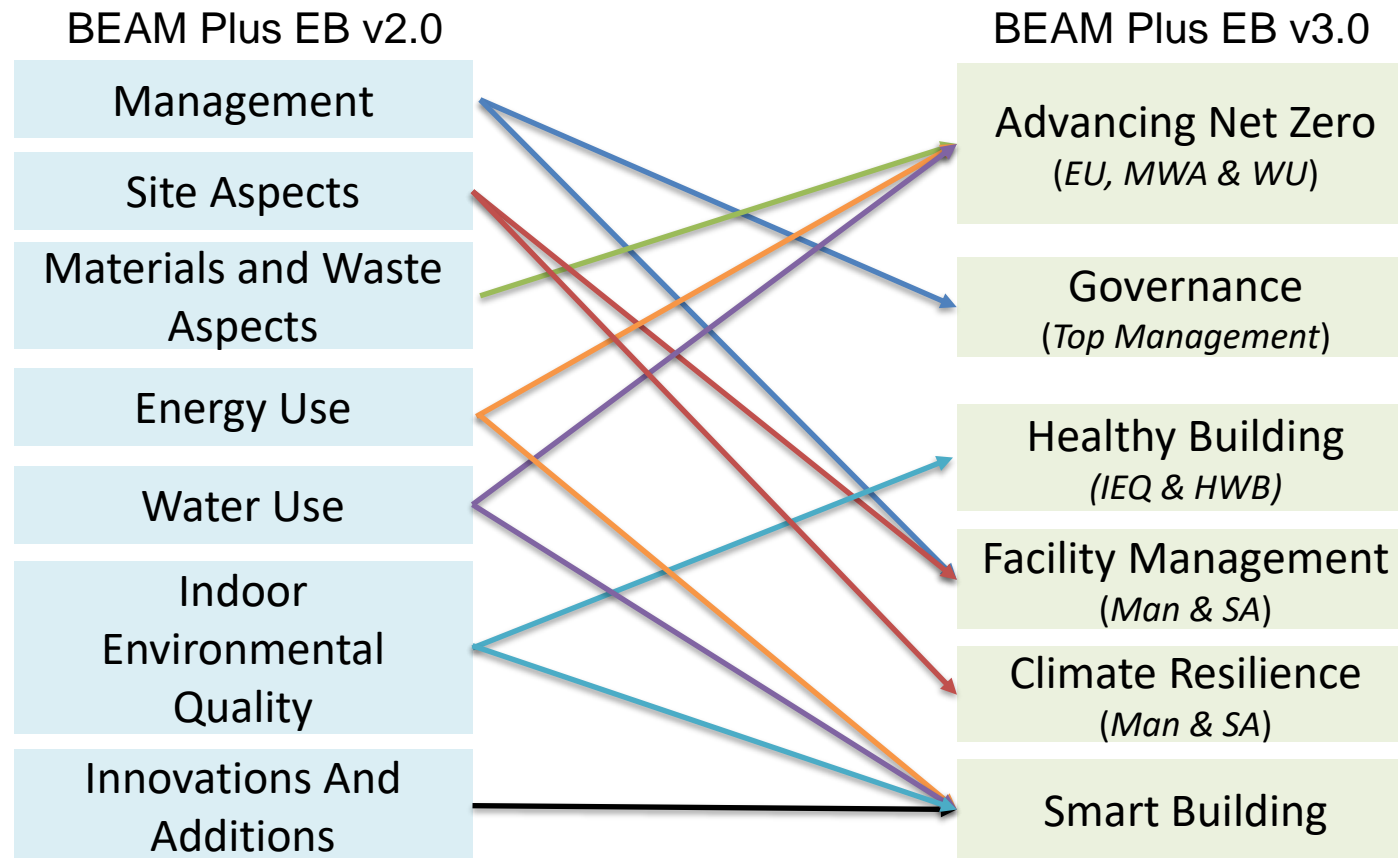 BEAM Plus EB v2.0
Management
Site Aspects
Materials and Waste
Aspects
Energy Use
Water Use
Indoor
Environmental
Quality
Innovations And
Additions
BEAM Plus EB v3.0
Advancing Net Zero
(EU, MWA & WU)
Governance
(Top Management)
Healthy Building
(IEQ & HWB)
Facility Management
(Man & SA)
Climate Resilience
(Man & SA)
Smart Building